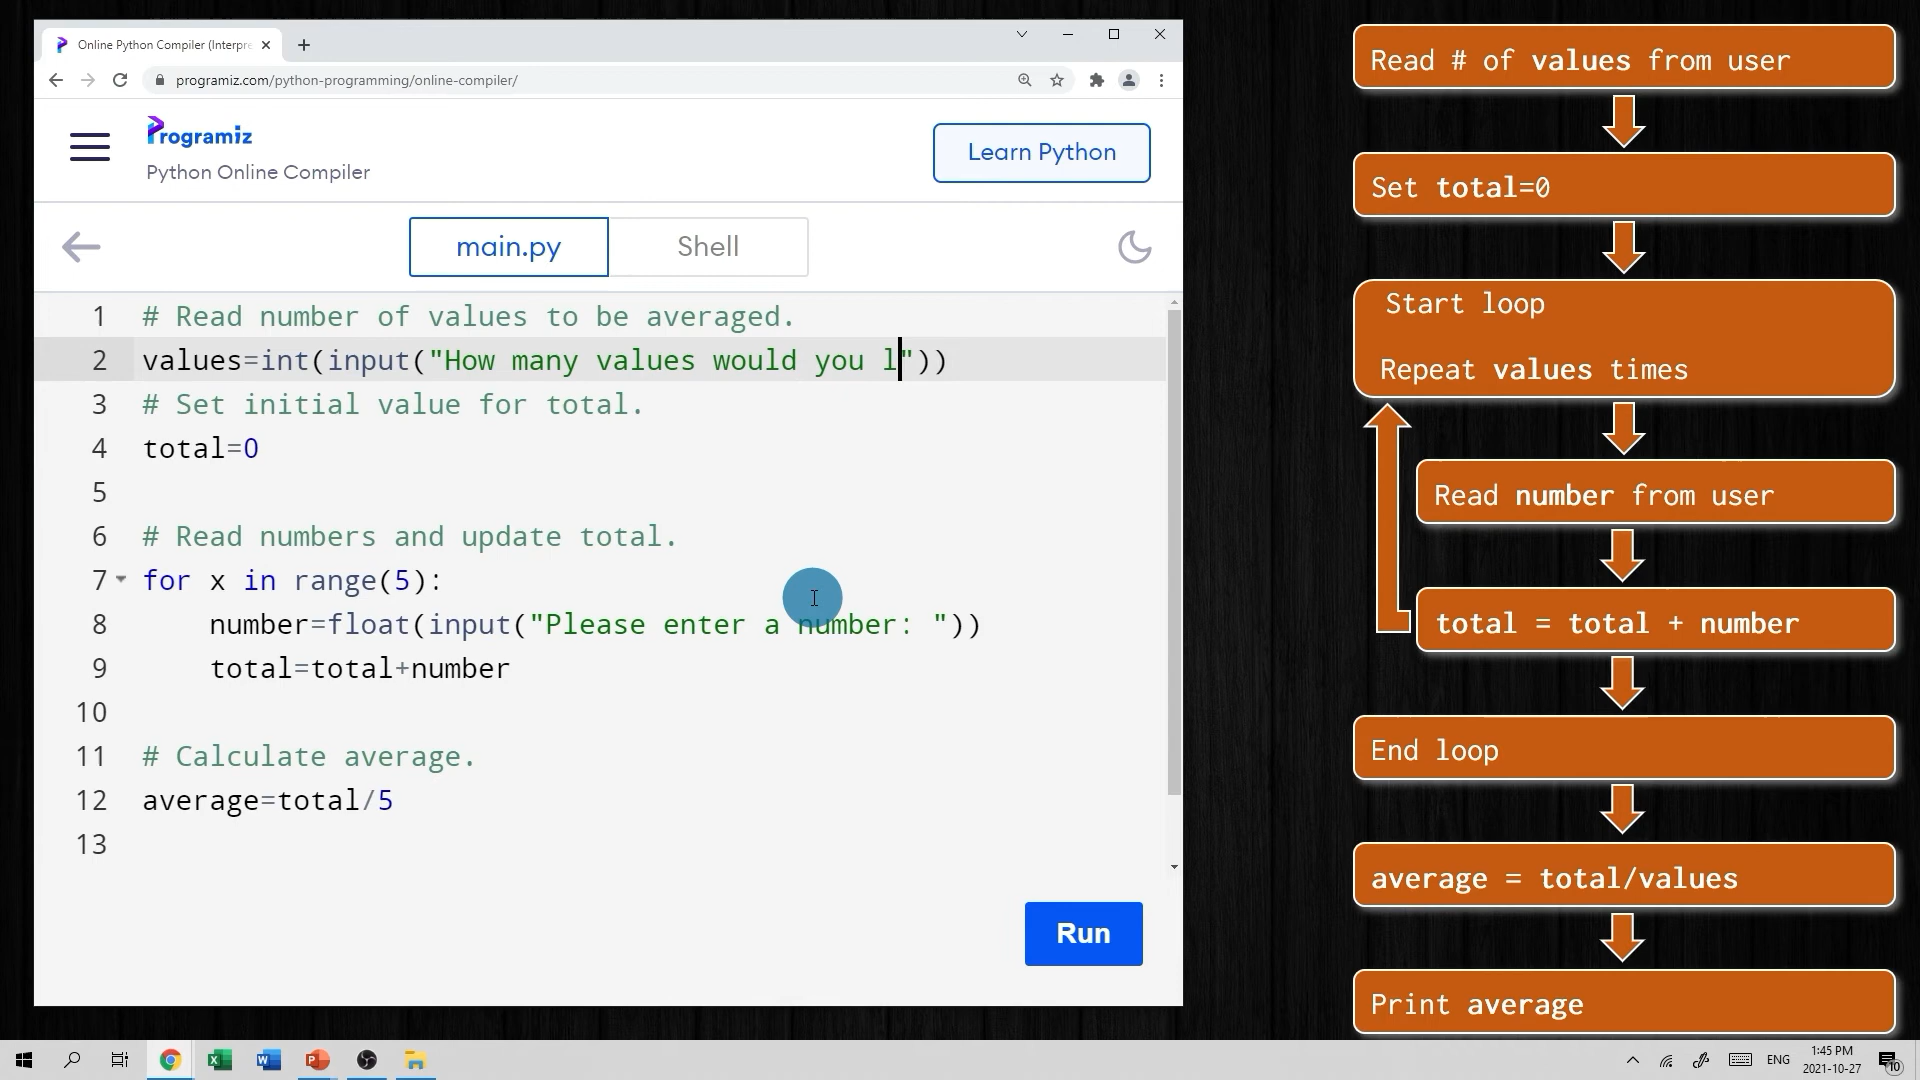 Online Python Compiler (Interpre
programiz.com/python-programming/online-compiler/
Programiz
Python Online Compiler
Learn Python
main.py
Shell
1 # Read number of values to be averaged.
2 values=int(input("How many values would you l"))
3 # Set initial value for total.
4 total=0
5
6 # Read numbers and update total.
7 for x in range(5):
8 number=float(input("Please enter a number: "))
9 total=total+number
10
11 # Calculate average.
12 average=total/5
13
Run
Read # of values from user
Set total=0
Start loop
Repeat values times
Read number from user
total = total + number
End loop
average = total/values
Print average
ENG
1:45 PM
2021-10-27
10